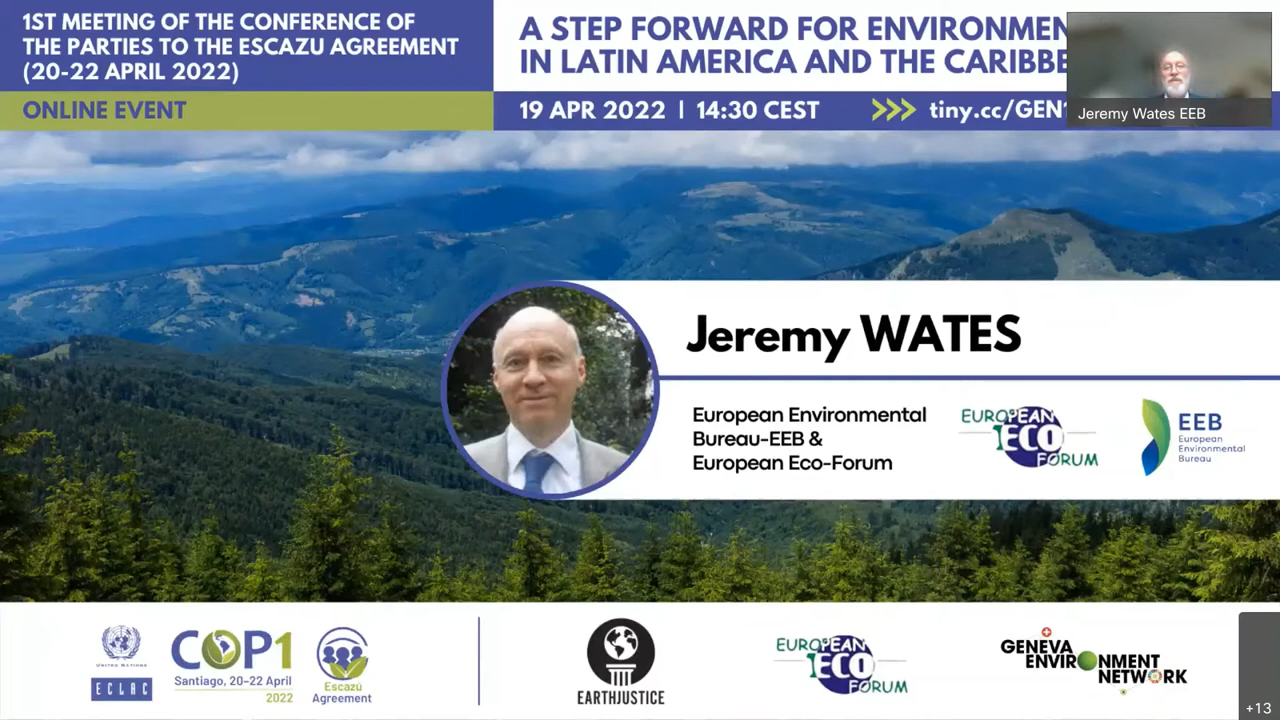 1ST MEETING OF THE CONFERENCE OF
THE PARTIES TO THE ESCAZU AGREEMENT
(20-22 APRIL 2022)
ONLINE EVENT
A STEP FORWARD FOR ENVIRONMEN
IN LATIN AMERICA AND THE CARIBBE
19 APR 2022 | 14:30 CEST
>>> tiny.cc/GEN1
Jeremy Wates EEB
Jeremy WATES
European Environmental
Bureau-EEB &
European Eco-Forum
EUROPEAN
ECO
FORUM
EEB
European
Environmental
Bureau
UNITED NATIONS
ECLAC
COP1
Santiago, 20-22 April
2022
Escazú
Agreement
EARTHJUSTICE
EUROPEAN
ECO
FORUM
GENEVA
ENVIRONMENT
NETWORK
+13